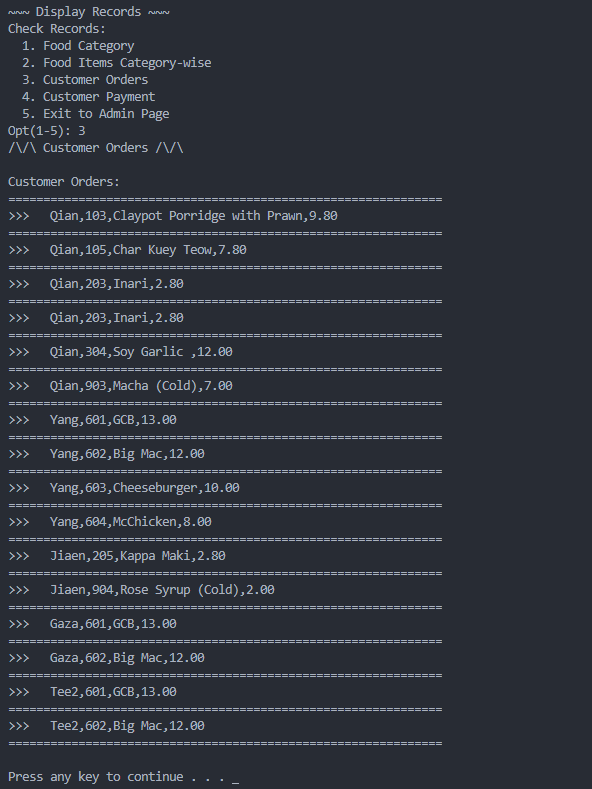 ~~~ Display Records ~~~
Check Records:
  1. Food Category
  2. Food Items Category-wise
  3. Customer Orders
  4. Customer Payment
  5. Exit to Admin Page
Opt(1-5): 3
/\/\ Customer Orders /\/\

Customer Orders:
==============================================================
>>>   Qian,103,Claypot Porridge with Prawn,9.80
==============================================================
>>>   Qian,105,Char Kuey Teow,7.80
==============================================================
>>>   Qian,203,Inari,2.80
==============================================================
>>>   Qian,203,Inari,2.80
==============================================================
>>>   Qian,304,Soy Garlic ,12.00
==============================================================
>>>   Qian,903,Macha (Cold),7.00
==============================================================
>>>   Yang,601,GCB,13.00
==============================================================
>>>   Yang,602,Big Mac,12.00
==============================================================
>>>   Yang,603,Cheeseburger,10.00
==============================================================
>>>   Yang,604,McChicken,8.00
==============================================================
>>>   Jiaen,205,Kappa Maki,2.80
==============================================================
>>>   Jiaen,904,Rose Syrup (Cold),2.00
==============================================================
>>>   Gaza,601,GCB,13.00
==============================================================
>>>   Gaza,602,Big Mac,12.00
==============================================================
>>>   Tee2,601,GCB,13.00
==============================================================
>>>   Tee2,602,Big Mac,12.00
==============================================================

Press any key to continue . . . _